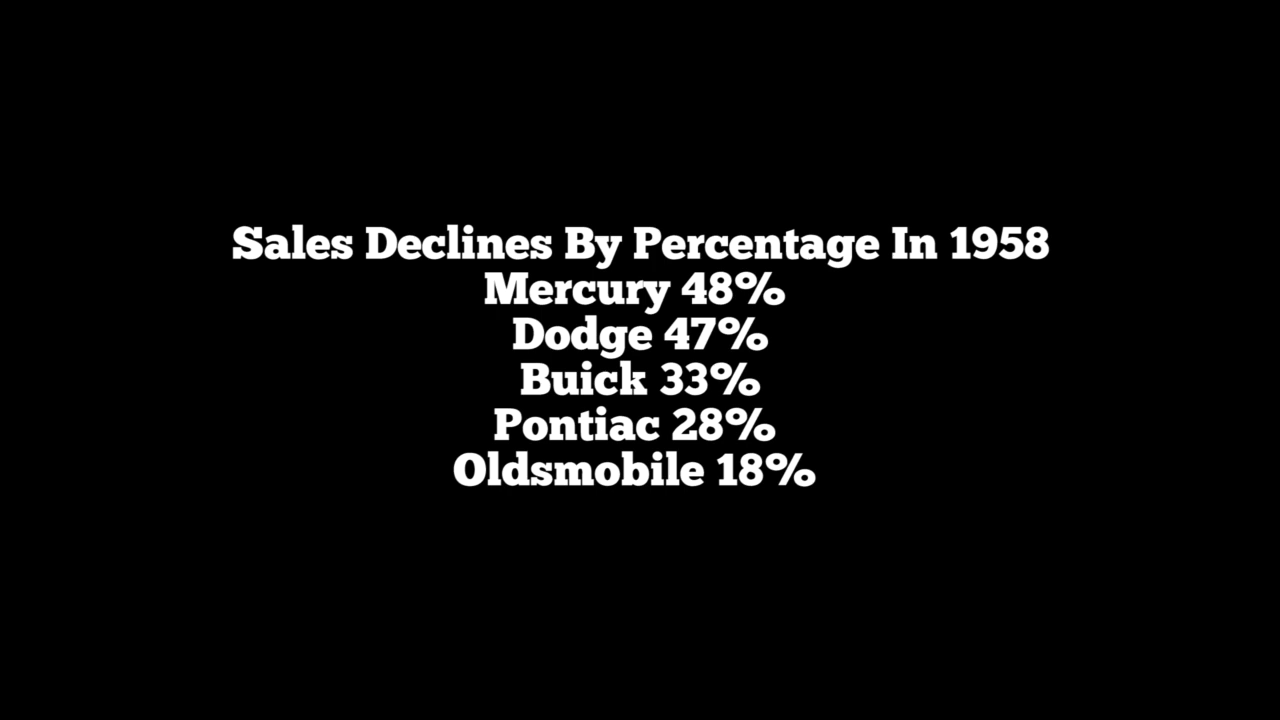 Sales Declines By Percentage In 1958
Mercury 48%
Dodge 47%
Buick 33%
Pontiac 28%
Oldsmobile 18%